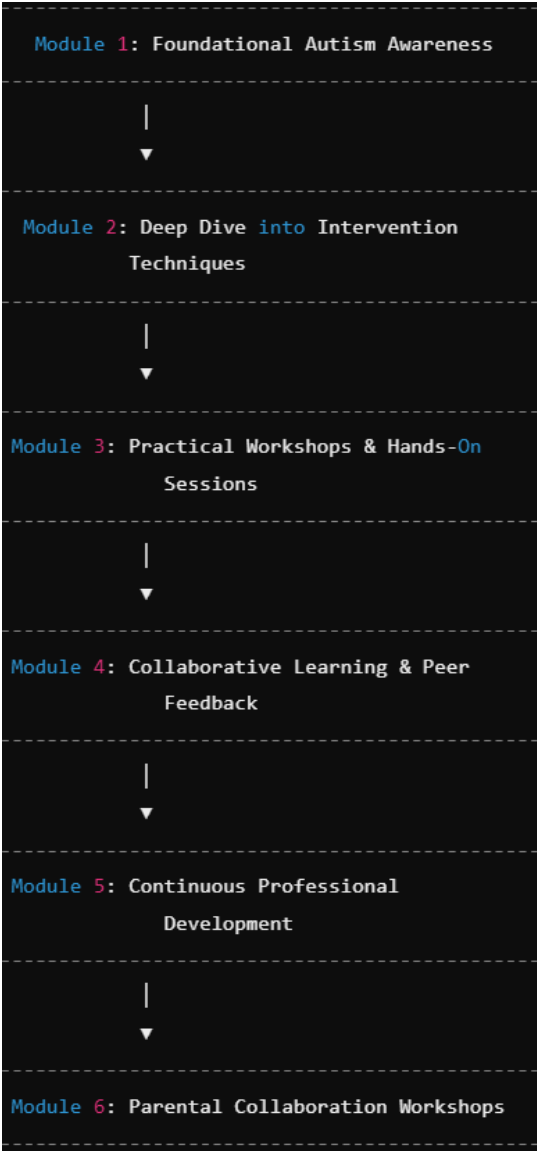 Module 1: Foundational Autism Awareness
Module 2: Deep Dive into Intervention
Techniques
Module 3: Practical Workshops & Hands-On
Sessions
Module 4: Collaborative Learning & Peer
Feedback
Module 5: Continuous Professional
Development
Module 6: Parental Collaboration Workshops